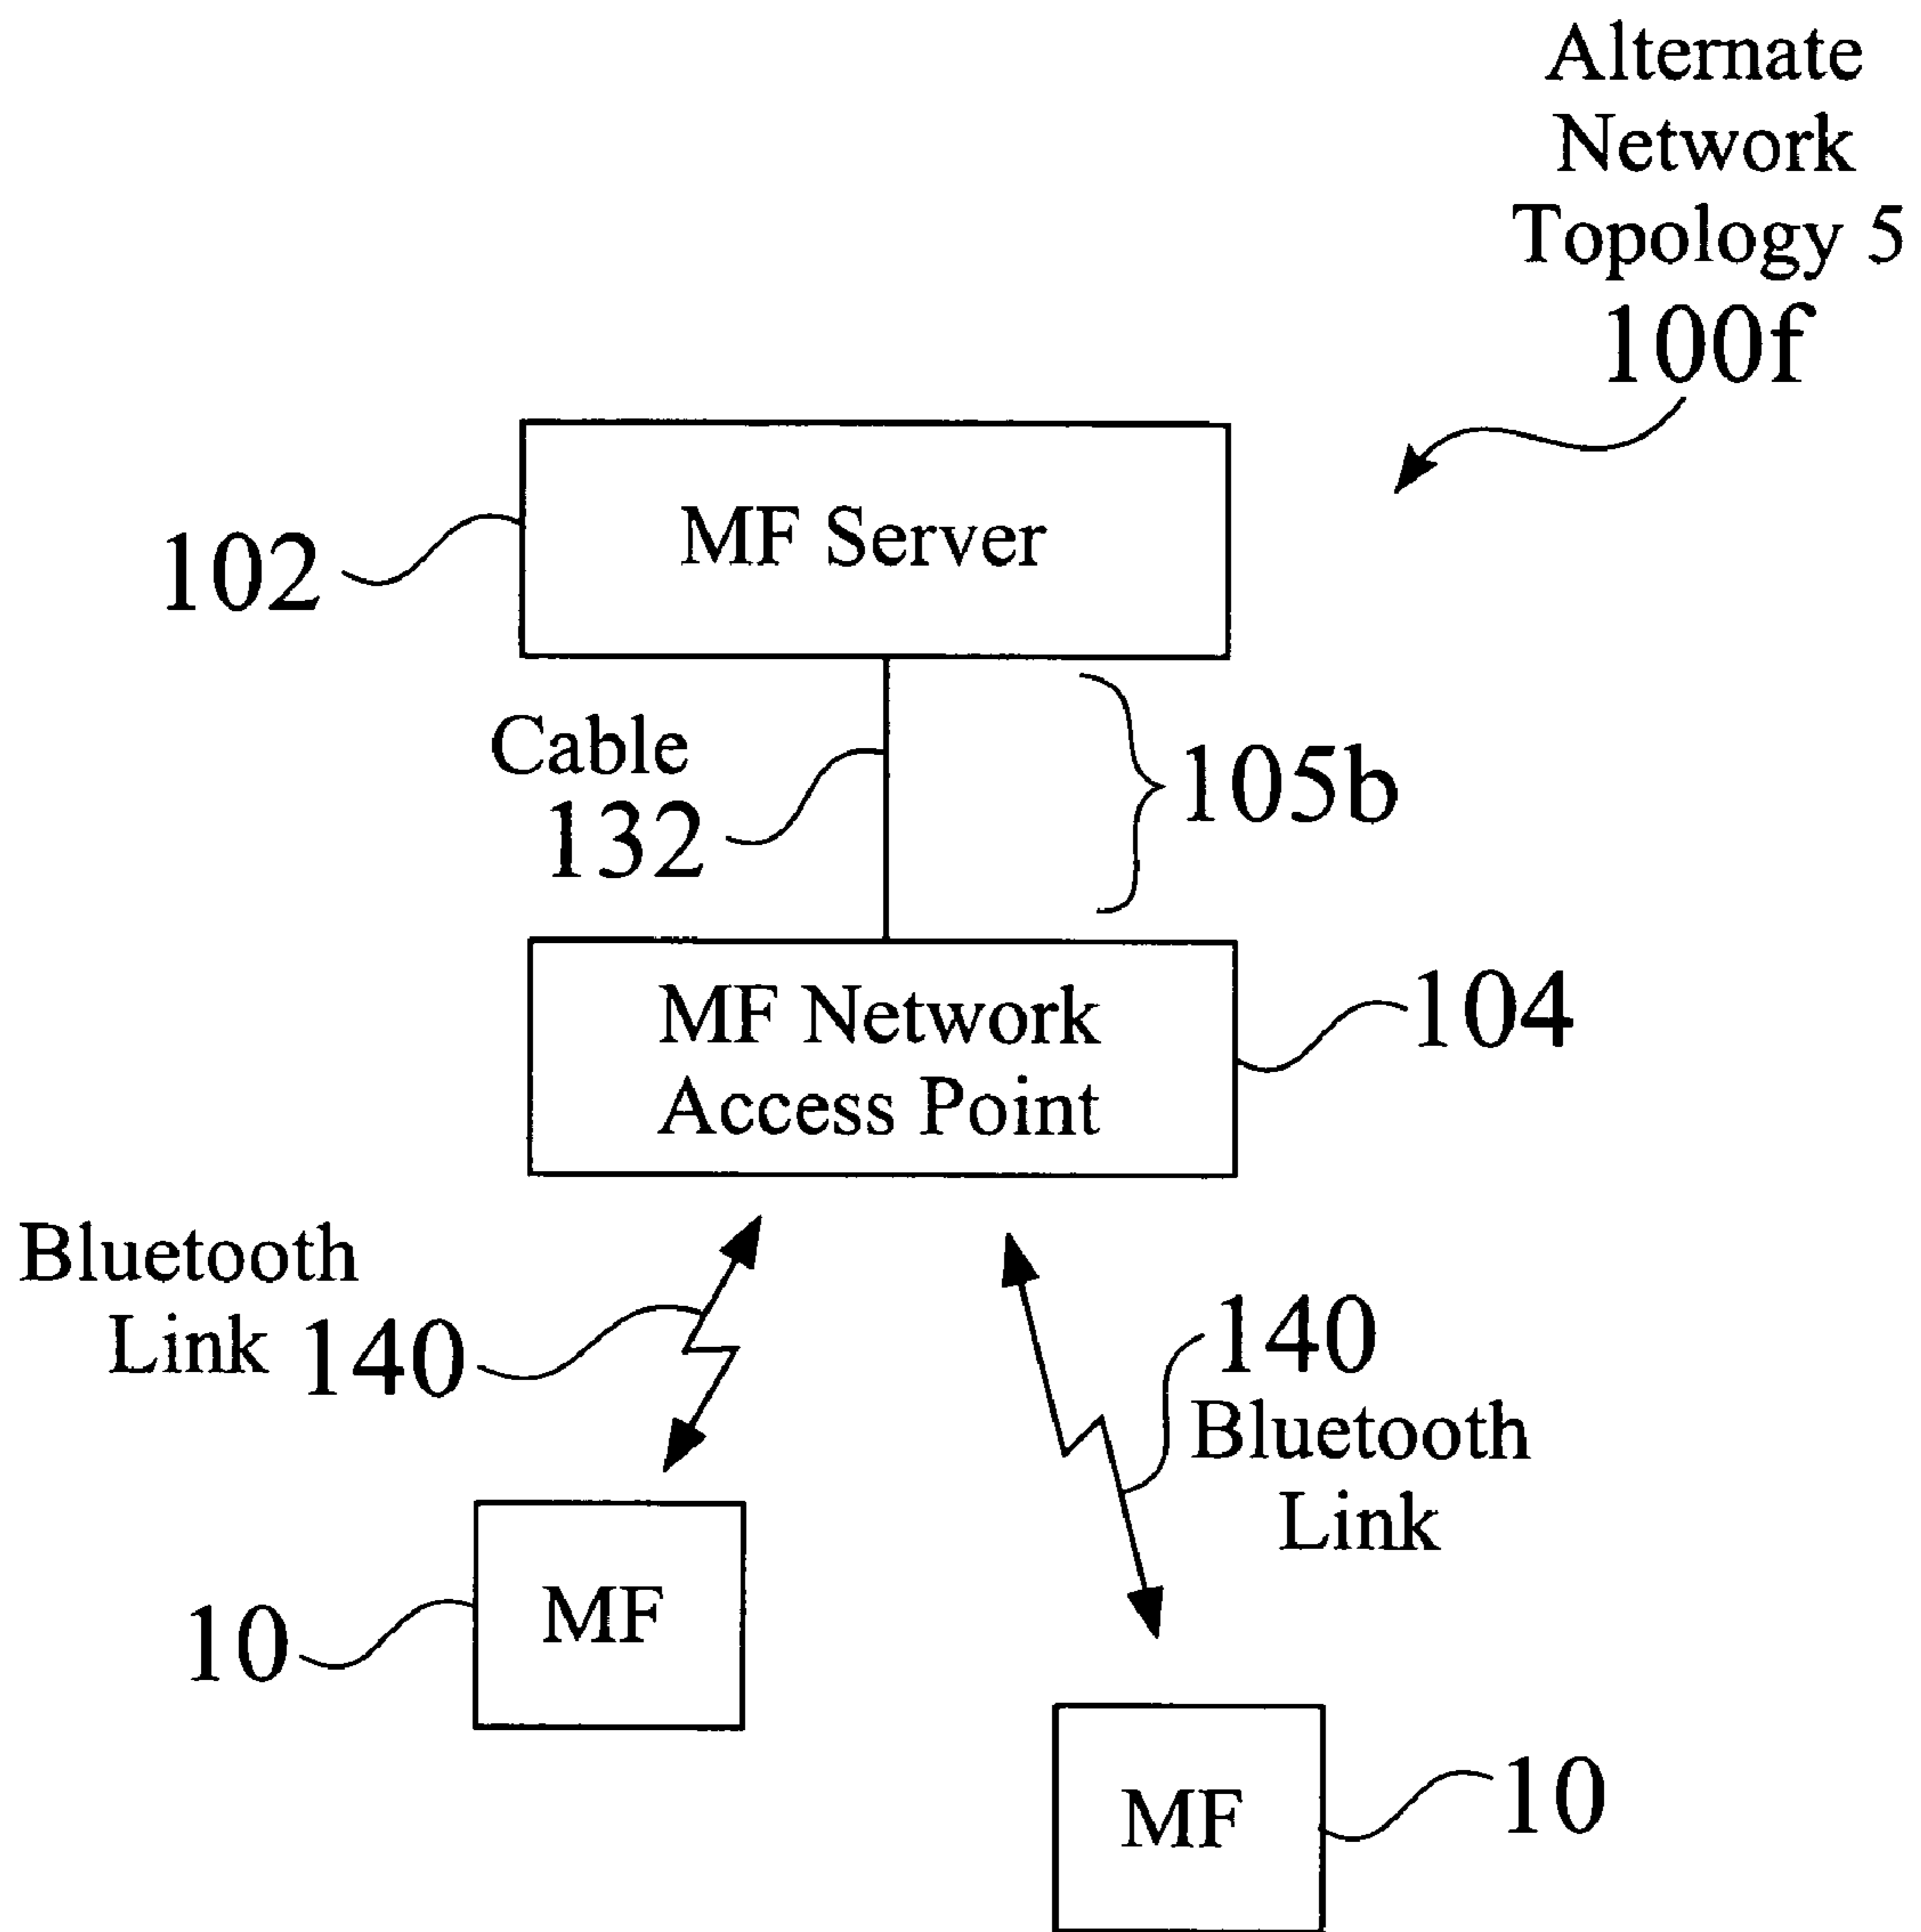 Alternate
Network
Topology 5
100f
MF Server
102
Cable
132
105b
MF Network
Access Point
104
Bluetooth
Link 140
140
Bluetooth
Link
MF
10
MF
10